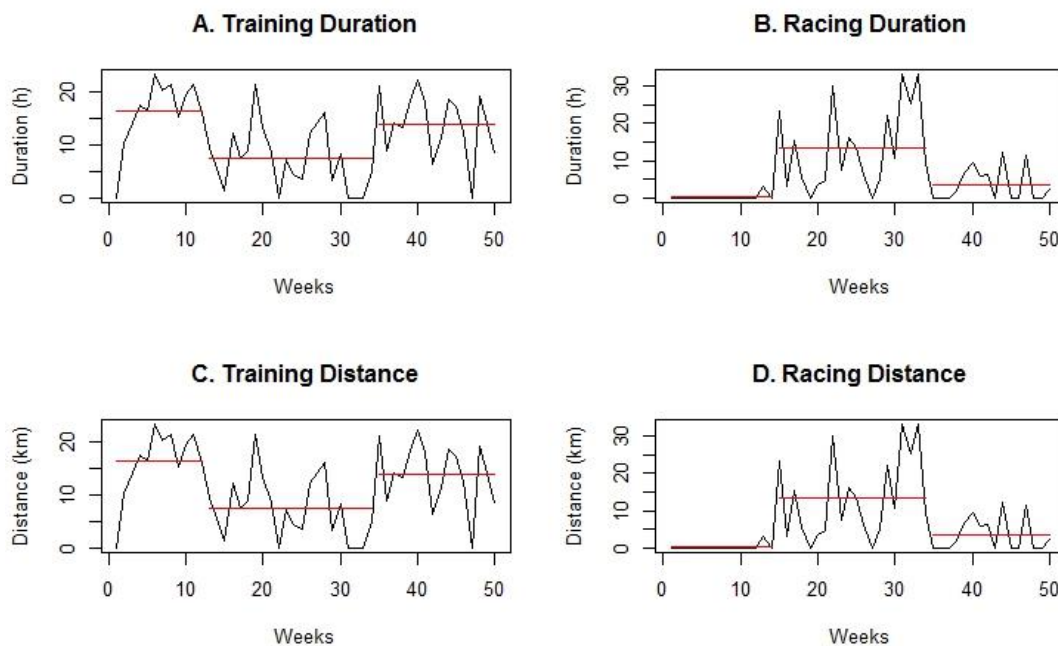 A. Training Duration
Duration (h)
0 10 20
0 10 20 30 40 50
Weeks
B. Racing Duration
Duration (h)
0 10 20 30
0 10 20 30 40 50
Weeks
C. Training Distance
Distance (km)
0 10 20
0 10 20 30 40 50
Weeks
D. Racing Distance
Distance (km)
0 10 20 30
0 10 20 30 40 50
Weeks